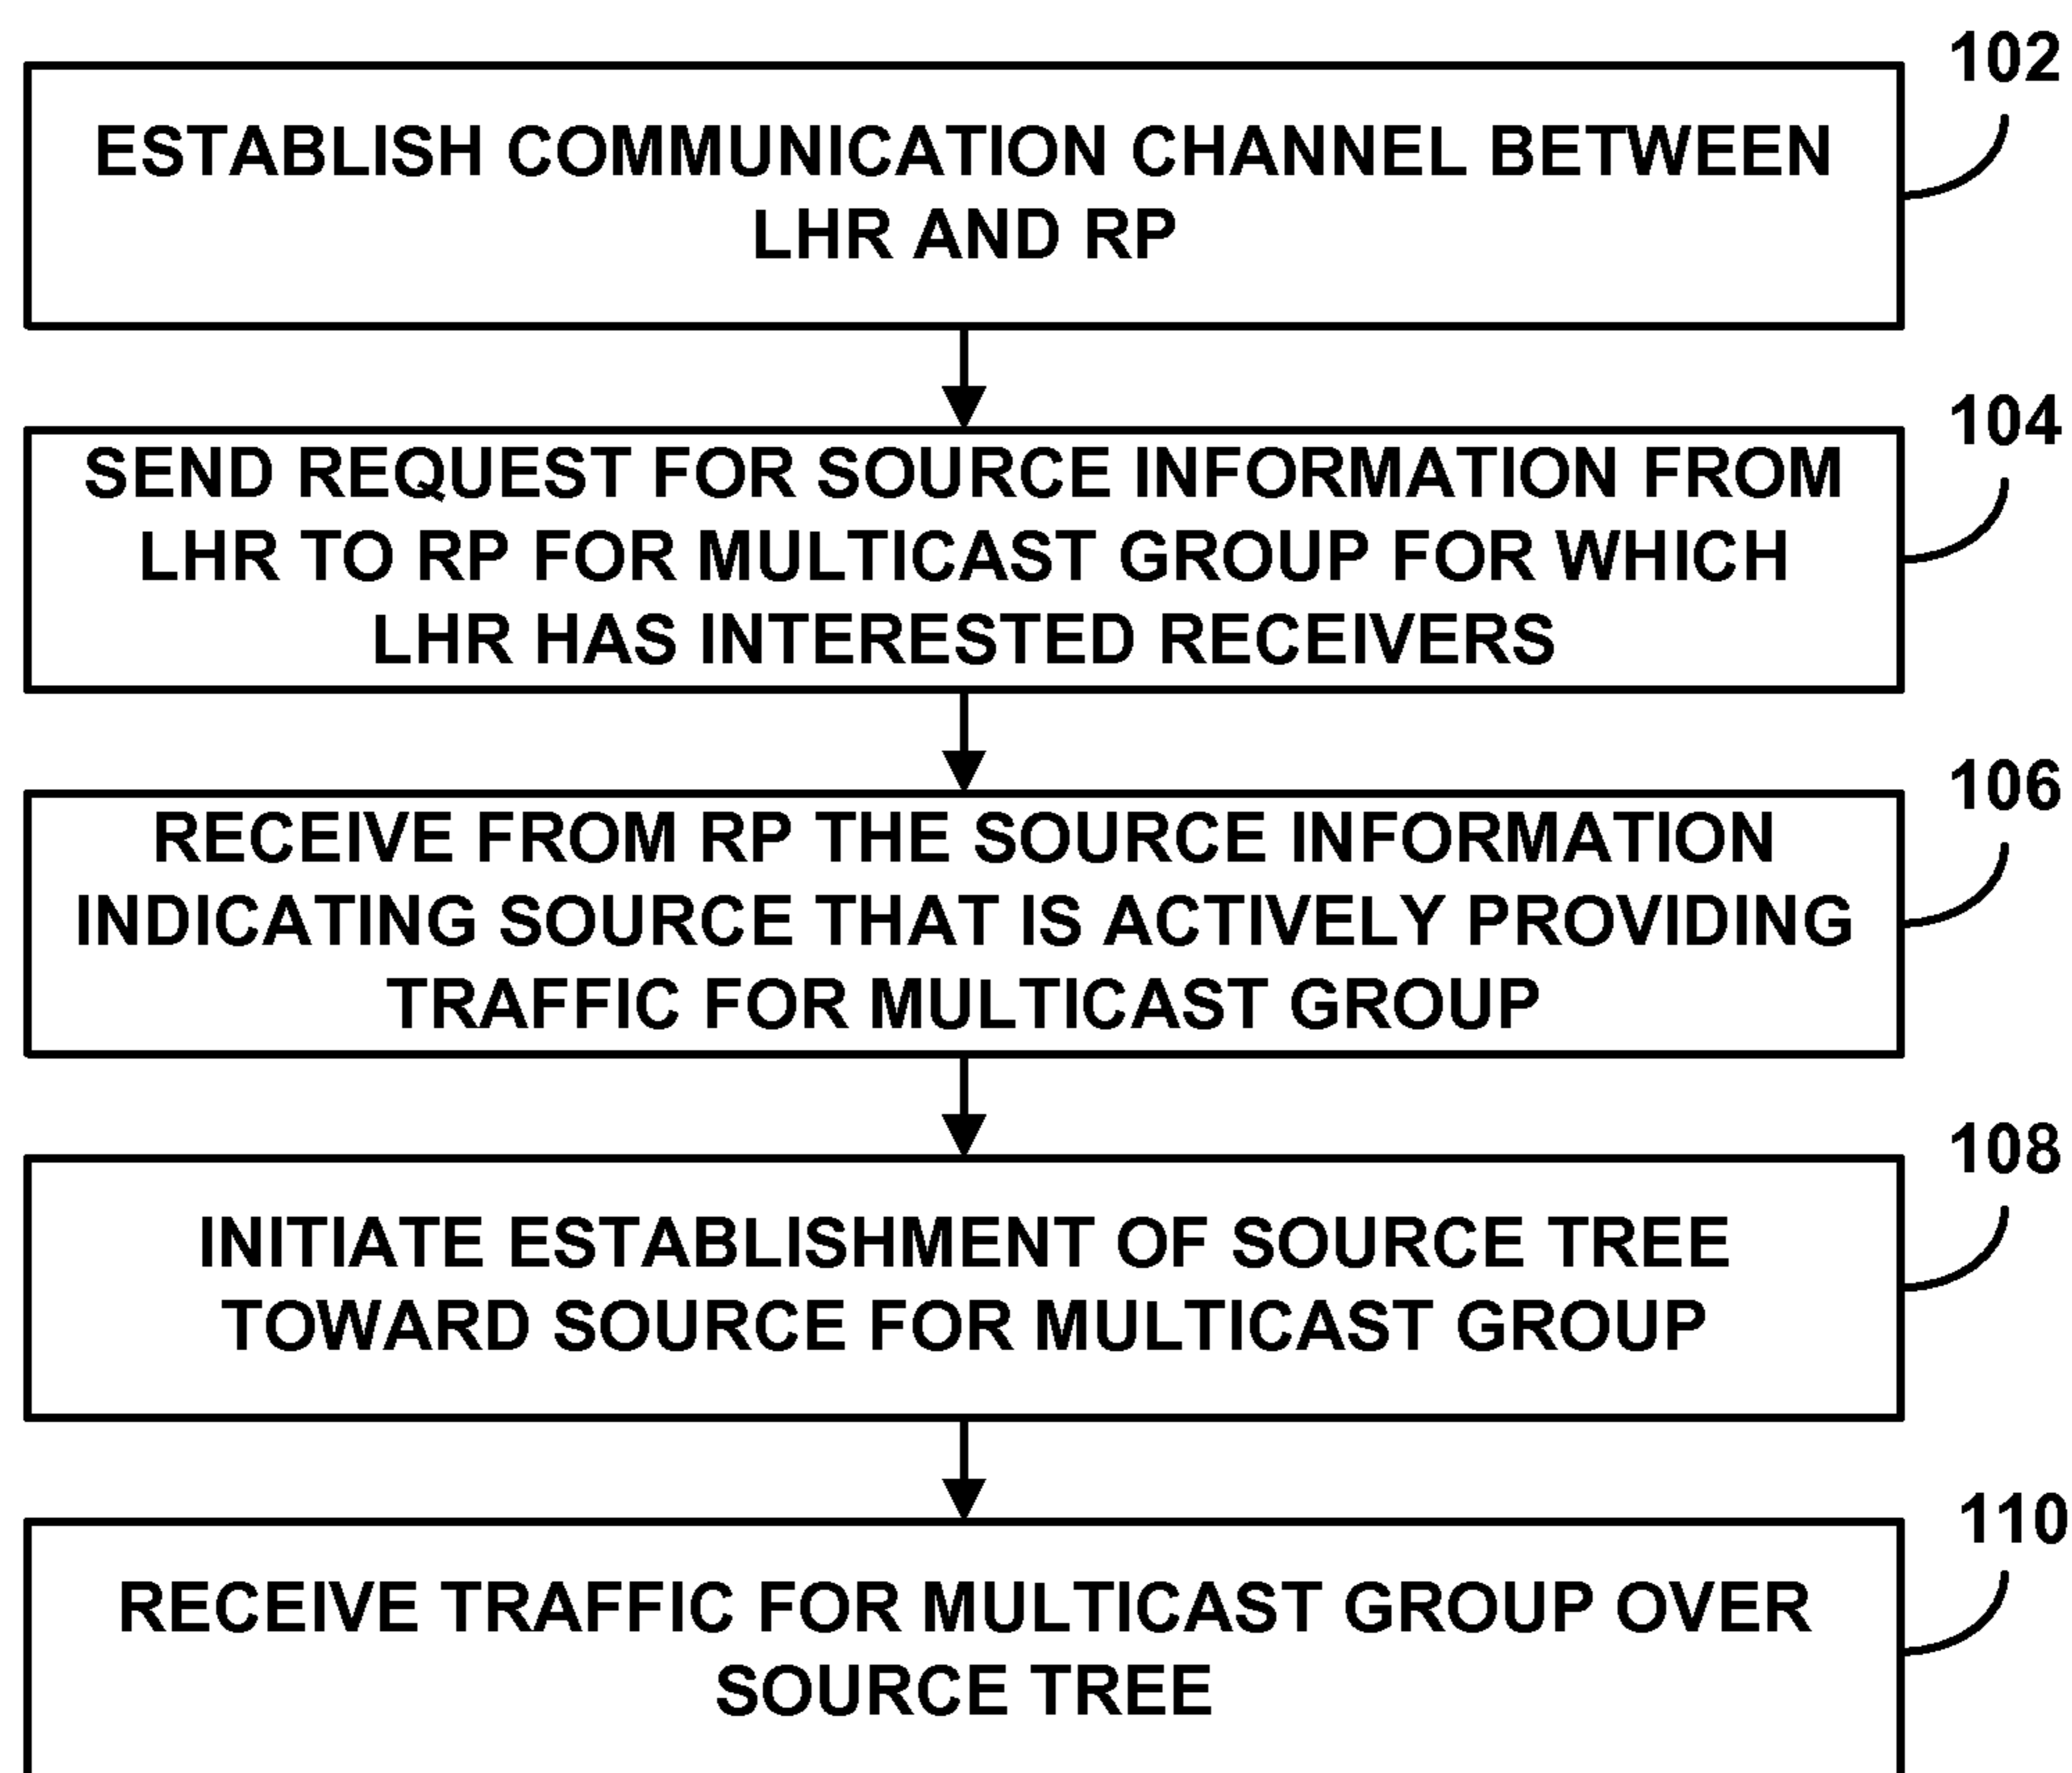 102
ESTABLISH COMMUNICATION CHANNEL BETWEEN
LHR AND RP
104
SEND REQUEST FOR SOURCE INFORMATION FROM
LHR TO RP FOR MULTICAST GROUP FOR WHICH
LHR HAS INTERESTED RECEIVERS
106
RECEIVE FROM RP THE SOURCE INFORMATION
INDICATING SOURCE THAT IS ACTIVELY PROVIDING
TRAFFIC FOR MULTICAST GROUP
108
INITIATE ESTABLISHMENT OF SOURCE TREE
TOWARD SOURCE FOR MULTICAST GROUP
110
RECEIVE TRAFFIC FOR MULTICAST GROUP OVER
SOURCE TREE